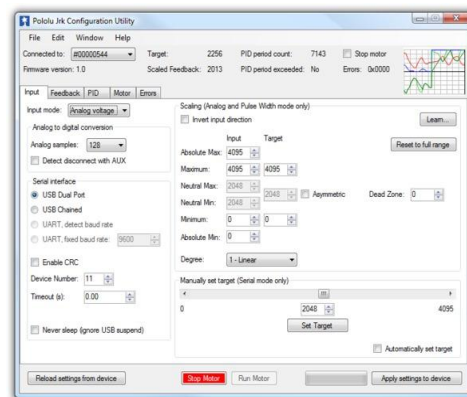 Pololu Jrk Configuration Utility
File Edit Window Help
Connected to: #00000544 Target: 2256 PID period count: 7143 Stop motor
Firmware version: 1.0 Scaled Feedback: 2013 PID period exceeded: No Errors: 0x0000
Input Feedback PID Motor Errors
Input mode: Analog voltage
Analog to digital conversion
Analog samples: 128
Detect disconnect with AUX
Serial interface
USB Dual Port
USB Chained
UART, detect baud rate
UART, fixed baud rate: 9600
Enable CRC
Device Number: 11
Timeout (s): 0.00
Never sleep (ignore USB suspend)
Scaling (Analog and Pulse Width mode only)
Invert input direction Learn...
Input Target Reset to full range
Absolute Max: 4095
Maximum: 4095 4095
Neutral Max: 2048 2048 Asymmetric Dead Zone: 0
Neutral Min: 2048
Minimum: 0 0
Absolute Min: 0
Degree: 1 - Linear
Manually set target (Serial mode only)
0 2048 4095
Set Target
Automatically set target
Reload settings from device Stop Motor Run Motor Apply settings to device